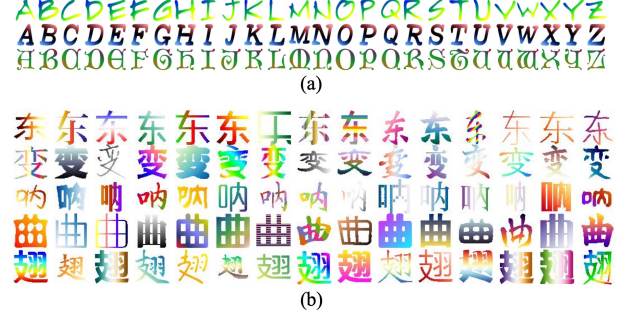 ABCDEFGHIJKLMNOPQRSTUVWXYZ
ABCDEFGHIJKLMNOPQRSTUVWXYZ
ABCDEFGHIJKLMNOPQRSTUVWXYZ
(a)
东 东 东 东 东 东 东 东 东 东 东 东 东 东 东
变 变 变 变 变 变 变 变 变 变 变 变 变 变 变
呐 呐 呐 呐 呐 呐 呐 呐 呐 呐 呐 呐 呐 呐 呐
曲 曲 曲 曲 曲 曲 曲 曲 曲 曲 曲 曲 曲 曲 曲
翅 翅 翅 翅 翅 翅 翅 翅 翅 翅 翅 翅 翅 翅 翅
(b)